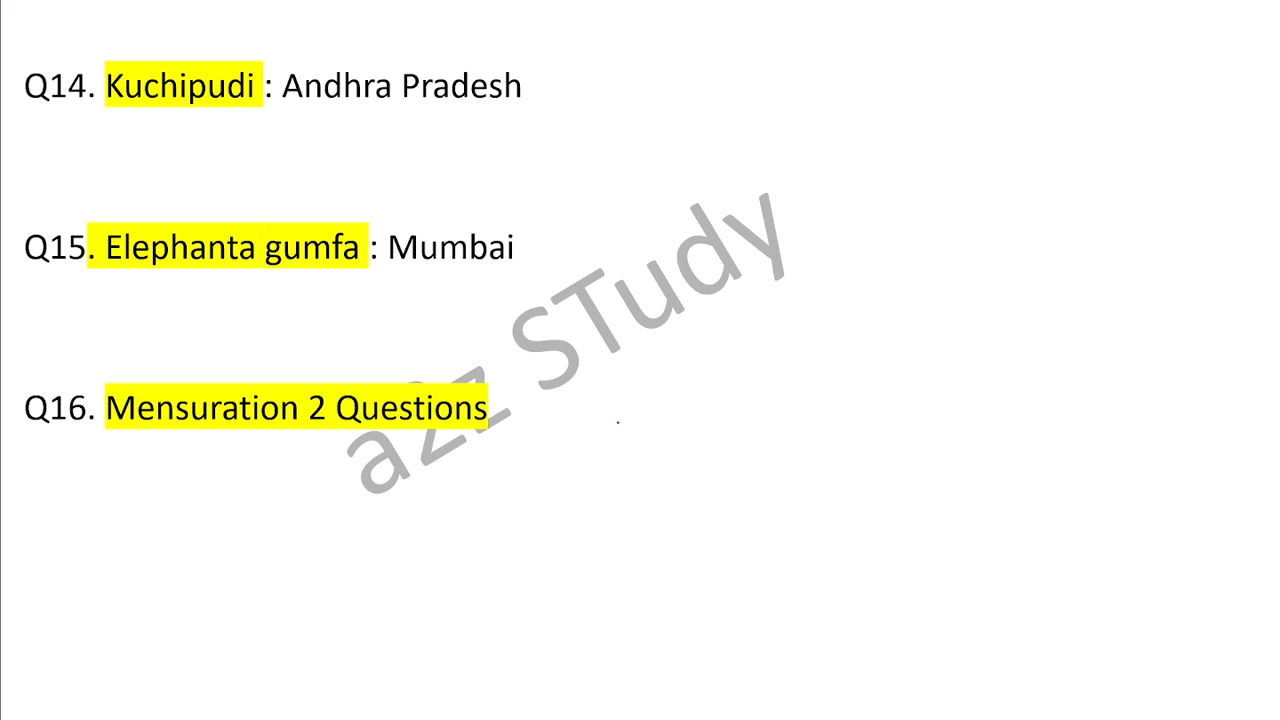 Q14. Kuchipudi : Andhra Pradesh
Q15. Elephanta gumfa : Mumbai
Q16. Mensuration 2 Questions
a2z STudy